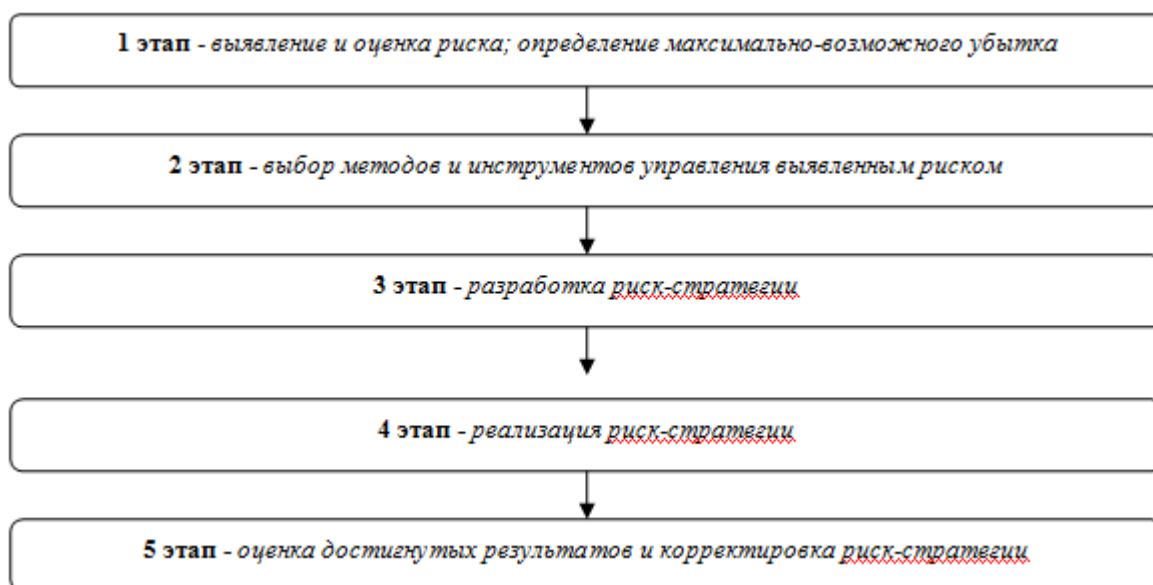 1 этап - выявление и оценка риска; определение максимально-возможного убытка
2 этап - выбор методов и инструментов управления выявленным риском
3 этап - разработка риск-стратегии
4 этап - реализация риск-стратегии
5 этап - оценка достигнутых результатов и корректировка риск-стратегии